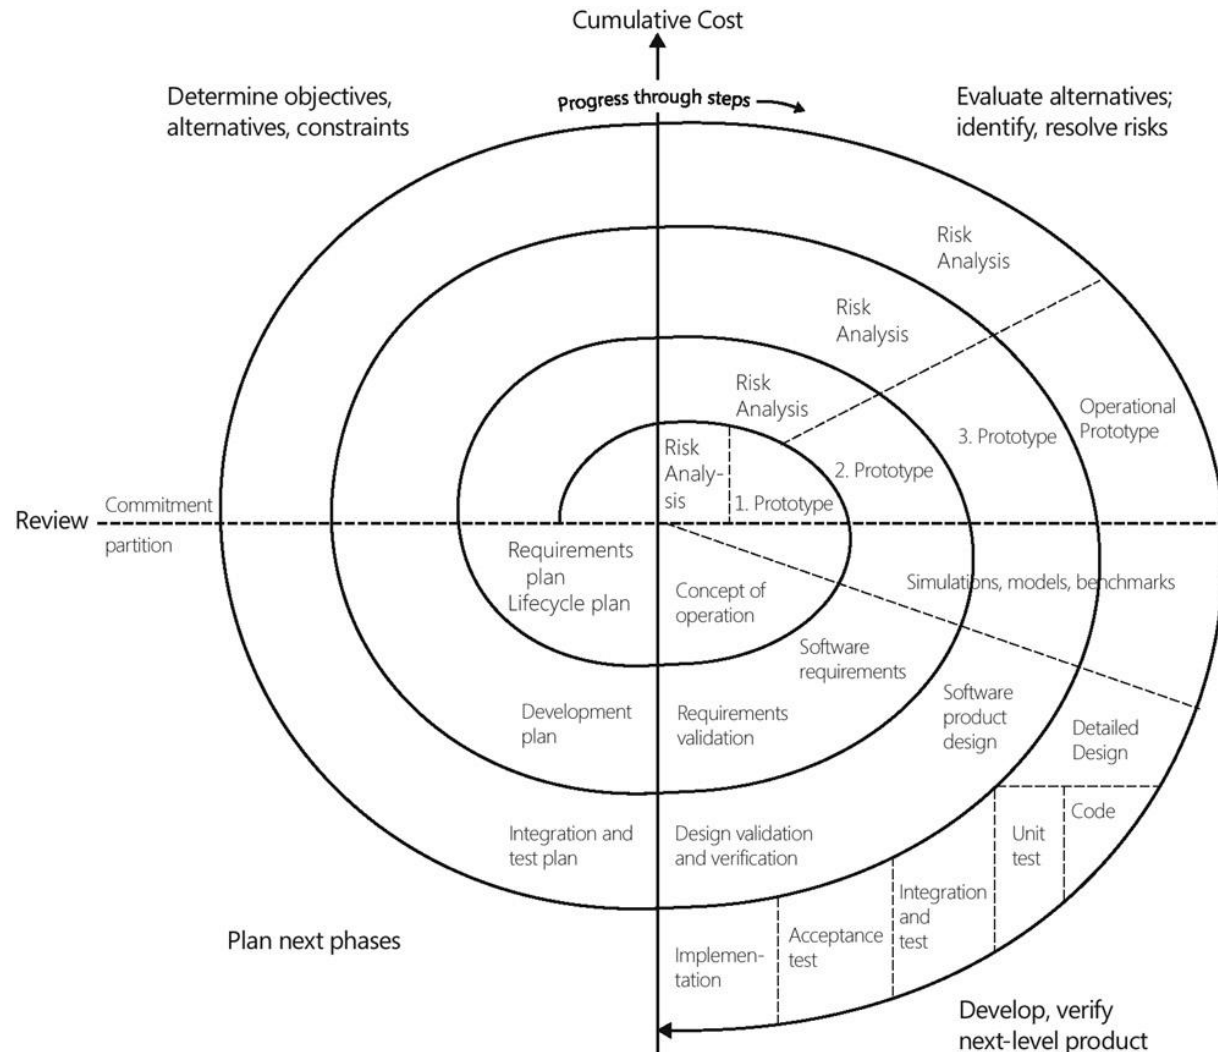 Cumulative Cost
Determine objectives,
alternatives, constraints
Progress through steps
Evaluate alternatives;
identify, resolve risks
Risk
Analysis
Risk
Analysis
Risk
Analysis
Risk
Analy-
sis
1. Prototype
2. Prototype
3. Prototype
Operational
Prototype
Review
Commitment
partition
Requirements
plan
Lifecycle plan
Concept of
operation
Simulations, models, benchmarks
Software
requirements
Development
plan
Requirements
validation
Software
product
design
Detailed
Design
Integration and
test plan
Design validation
and verification
Unit
test
Code
Integration
and
test
Acceptance
test
Implemen-
tation
Plan next phases
Develop, verify
next-level product